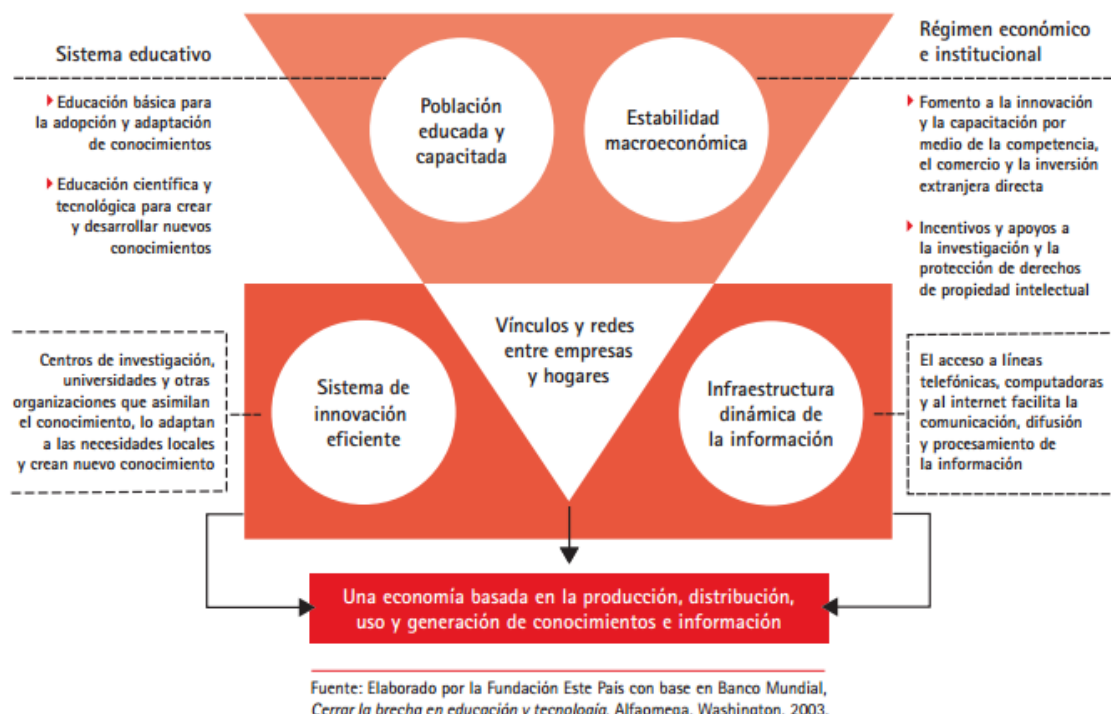 Sistema educativo
Educación básica para
la adopción y adaptación
de conocimientos
Educación científica y
tecnológica para crear
y desarrollar nuevos
conocimientos
Población
educada y
capacitada
Estabilidad
macroeconómica
Régimen económico
e institucional
Fomento a la innovación
y la capacitación por
medio de la competencia,
el comercio y la inversión
extranjera directa
Incentivos y apoyos a
la investigación y la
protección de derechos
de propiedad intelectual
Centros de investigación,
universidades y otras
organizaciones que asimilan
el conocimiento, lo adaptan
a las necesidades locales
y crean nuevo conocimiento
Sistema de
innovación
eficiente
Vínculos y redes
entre empresas
y hogares
Infraestructura
dinámica de
la información
El acceso a líneas
telefónicas, computadoras
y al internet facilita la
comunicación, difusión
y procesamiento de
la información
Una economía basada en la producción, distribución,
uso y generación de conocimientos e información
Fuente: Elaborado por la Fundación Este País con base en Banco Mundial,
Cerrar la brecha en educación y tecnología, Alfaomega, Washington, 2003.